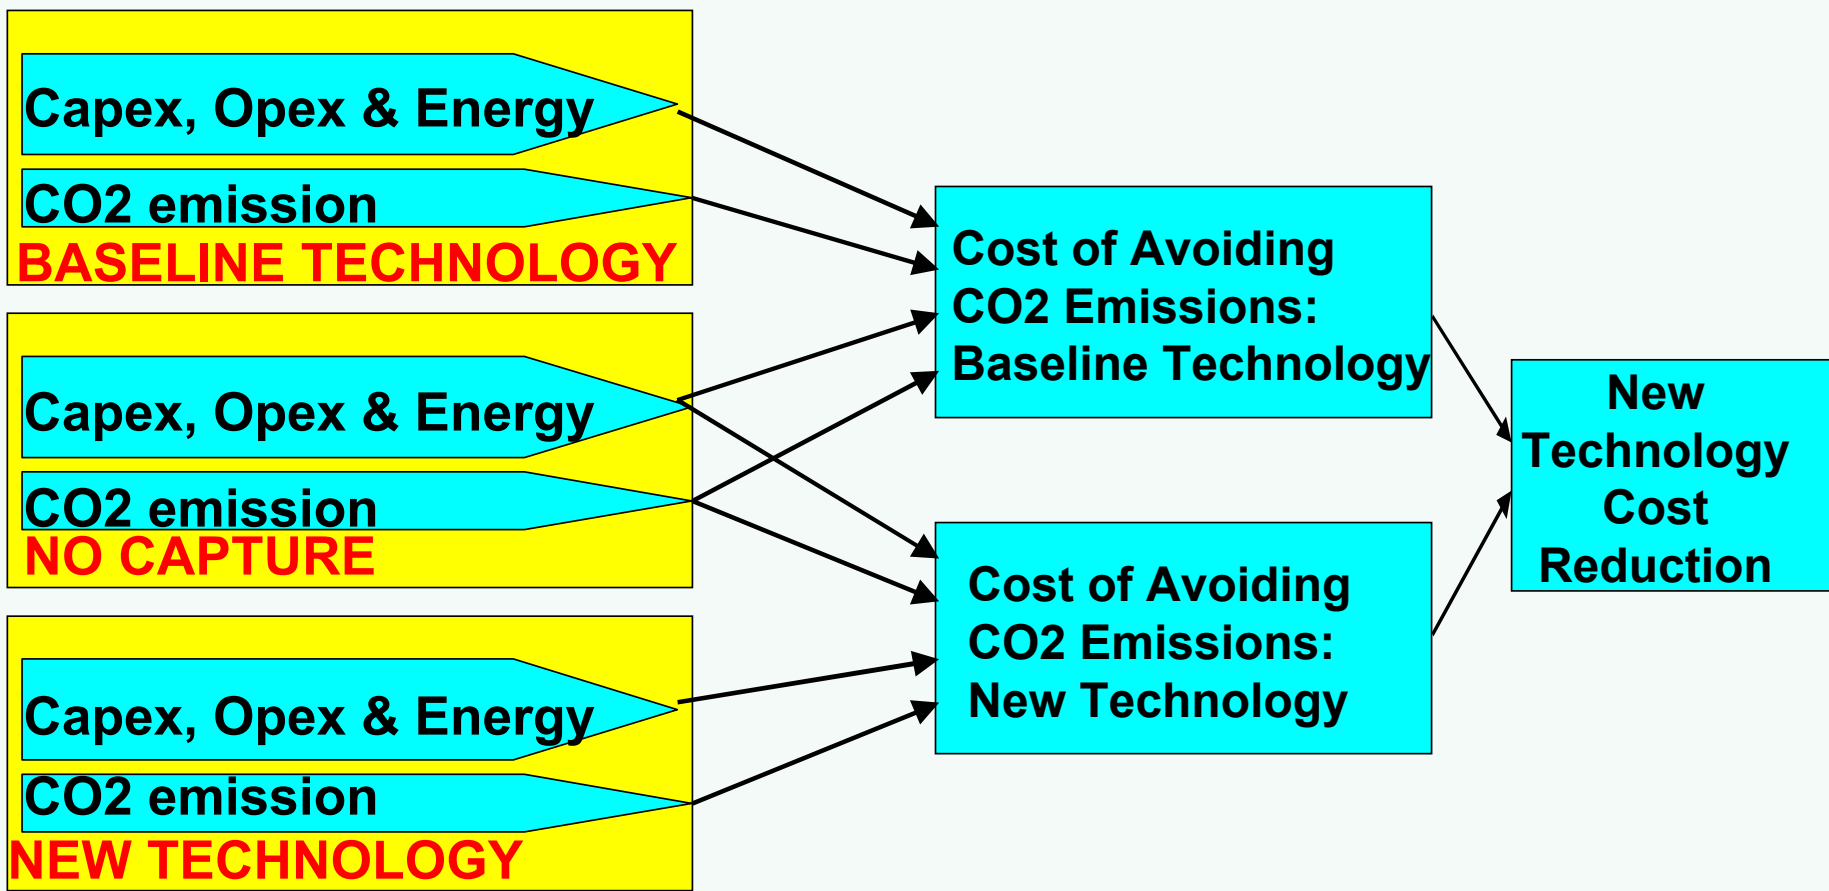 Capex, Opex & Energy
CO2 emission
BASELINE TECHNOLOGY
Capex, Opex & Energy
CO2 emission
NO CAPTURE
Capex, Opex & Energy
CO2 emission
NEW TECHNOLOGY
Cost of Avoiding
CO2 Emissions:
Baseline Technology
Cost of Avoiding
CO2 Emissions:
New Technology
New
Technology
Cost
Reduction